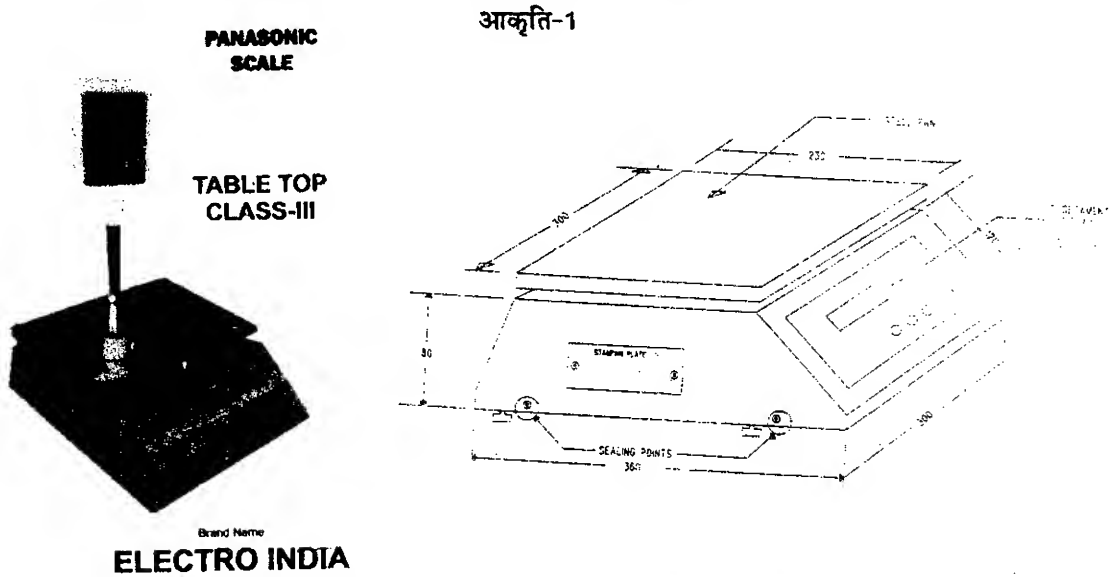 आकृति-1
PANASONIC
SCALE
TABLE TOP
CLASS-III
Brand Name
ELECTRO INDIA
PAN
230
300
80
STAMPING PLATE
SEALING POINTS
360
300